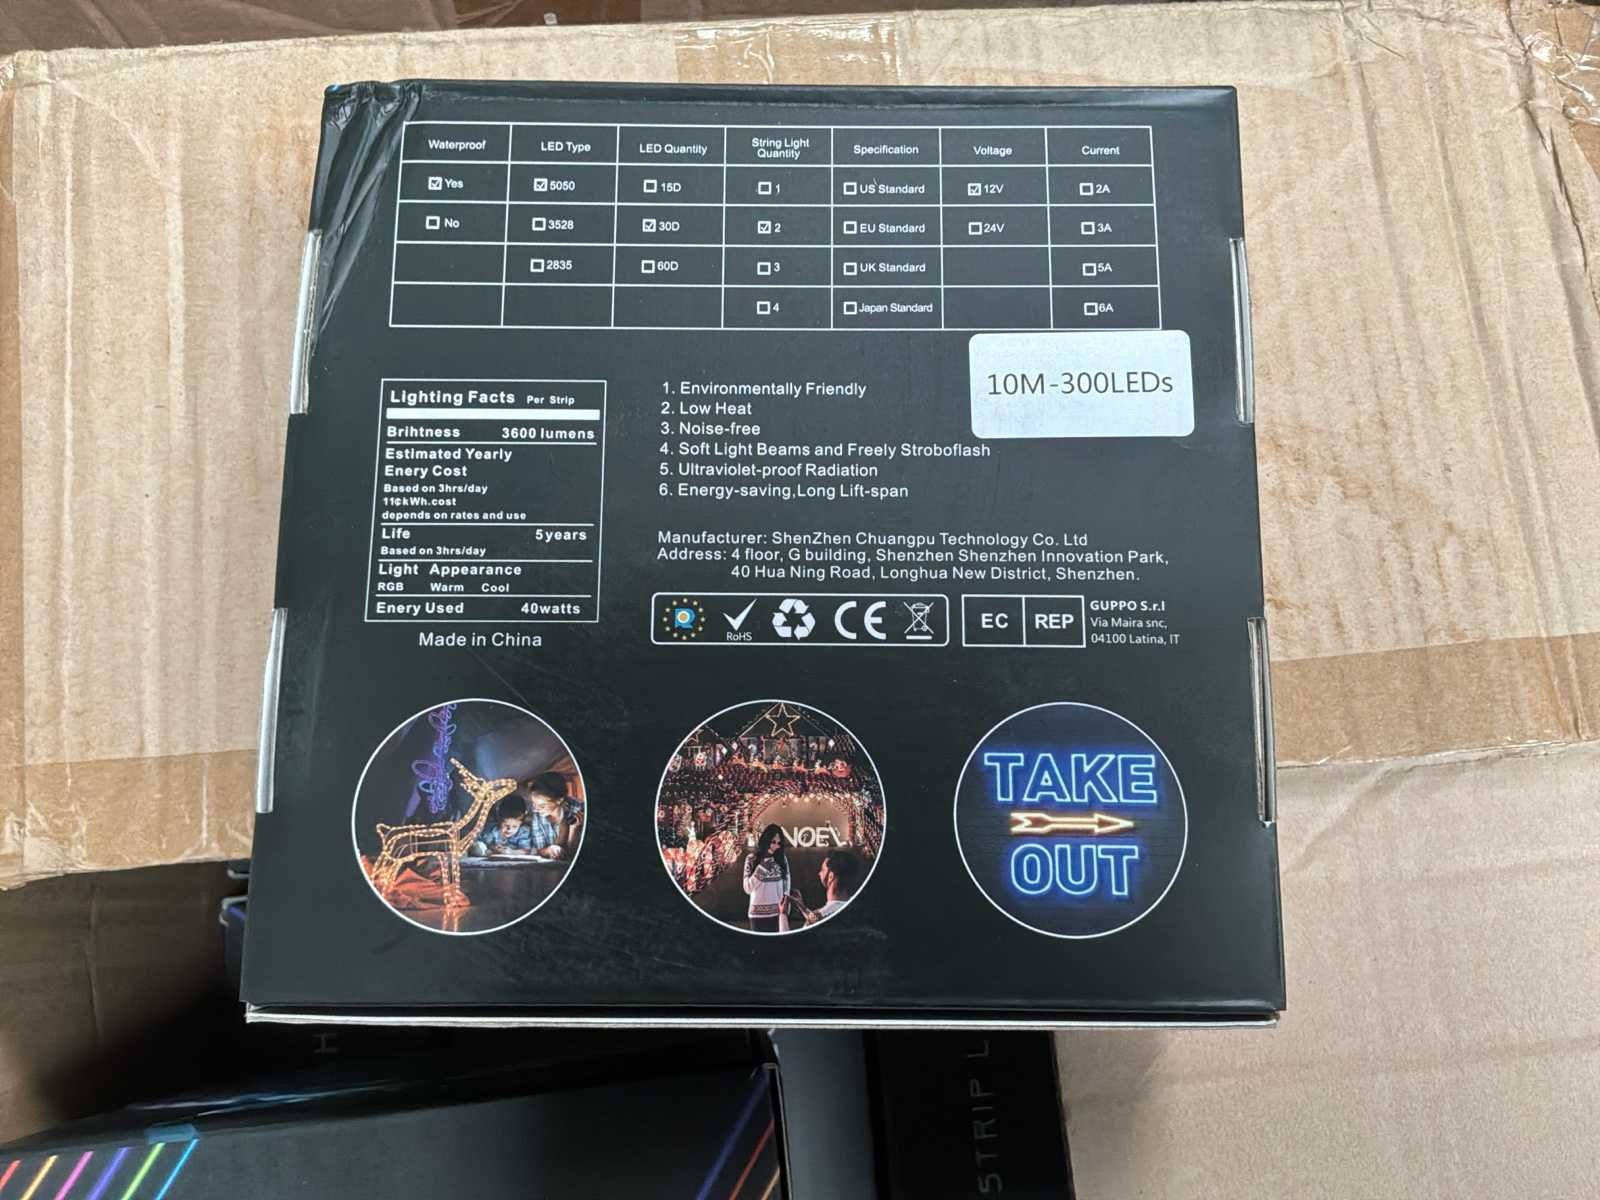 Waterproof LED Type LED Quantity String Light Quantity Specification Voltage Current
Yes 5050 15D 1 US Standard 12V 2A
No 3528 30D 2 EU Standard 24V 3A
2835 60D 3 UK Standard 5A
4 Japan Standard 6A
10M-300LEDs
Lighting Facts Per Strip
Brihtness 3600 lumens
Estimated Yearly
Enery Cost
Based on 3hrs/day
11¢kWh.cost
depends on rates and use
Life 5years
Based on 3hrs/day
Light Appearance
RGB Warm Cool
Enery Used 40watts
Made in China
1. Environmentally Friendly
2. Low Heat
3. Noise-free
4. Soft Light Beams and Freely Stroboflash
5. Ultraviolet-proof Radiation
6. Energy-saving,Long Lift-span
Manufacturer: ShenZhen Chuangpu Technology Co. Ltd
Address: 4 floor, G building, Shenzhen Shenzhen Innovation Park,
40 Hua Ning Road, Longhua New District, Shenzhen.
RoHS
CE
EC REP
GUPPO S.r.l
Via Maira snc,
04100 Latina, IT
NOEL
TAKE
OUT
STRIP L